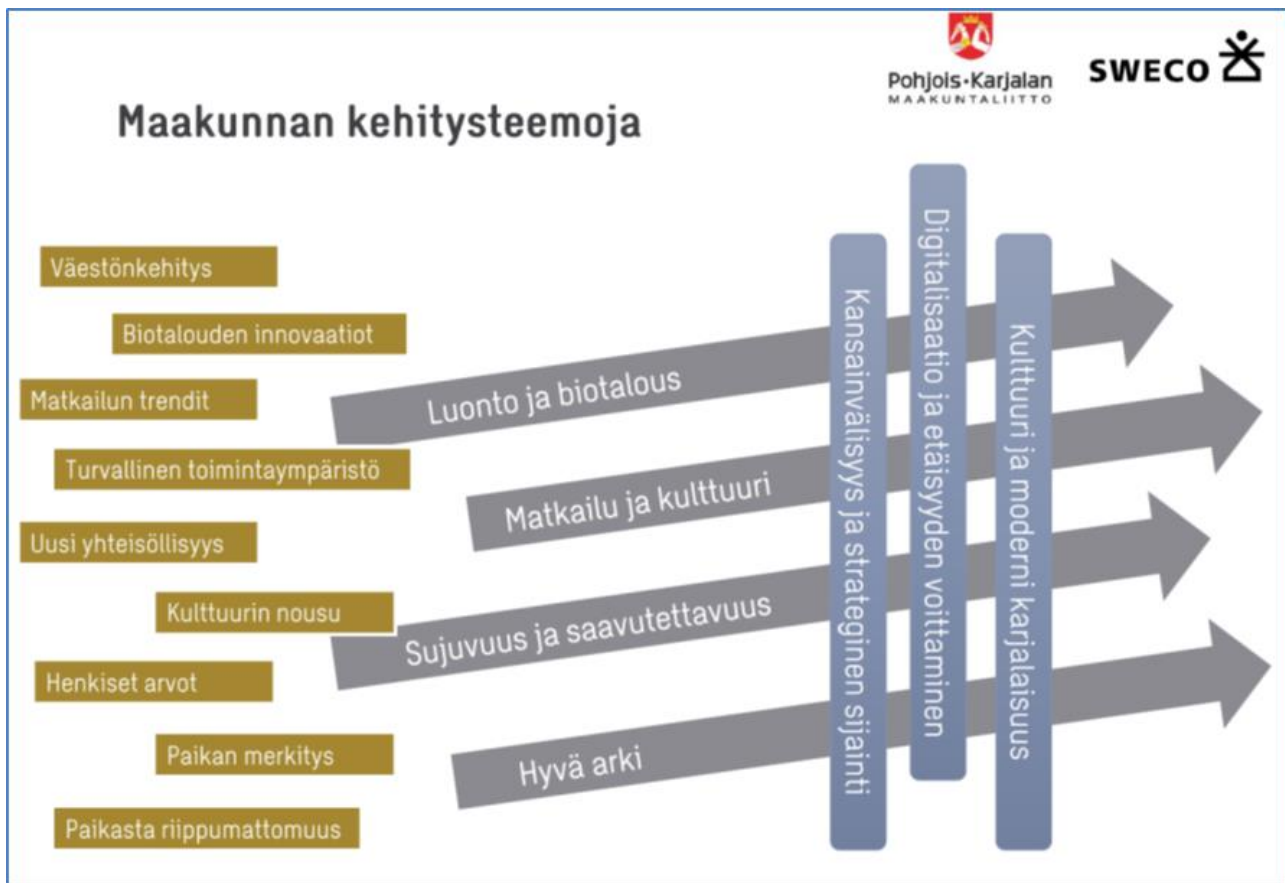 Pohjois-Karjalan
MAAKUNTALIITTO
SWECO
Maakunnan kehitysteemoja
Väestönkehitys
Biotalouden innovaatiot
Matkailun trendit
Turvallinen toimintaympäristö
Uusi yhteisöllisyys
Kulttuurin nousu
Henkiset arvot
Paikan merkitys
Paikasta riippumattomuus
Luonto ja biotalous
Matkailu ja kulttuuri
Sujuvuus ja saavutettavuus
Hyvä arki
Kansainvälisyys ja strateginen sijainti
Digitalisaatio ja etäisyyden voittaminen
Kulttuuri ja moderni karjalaisuus